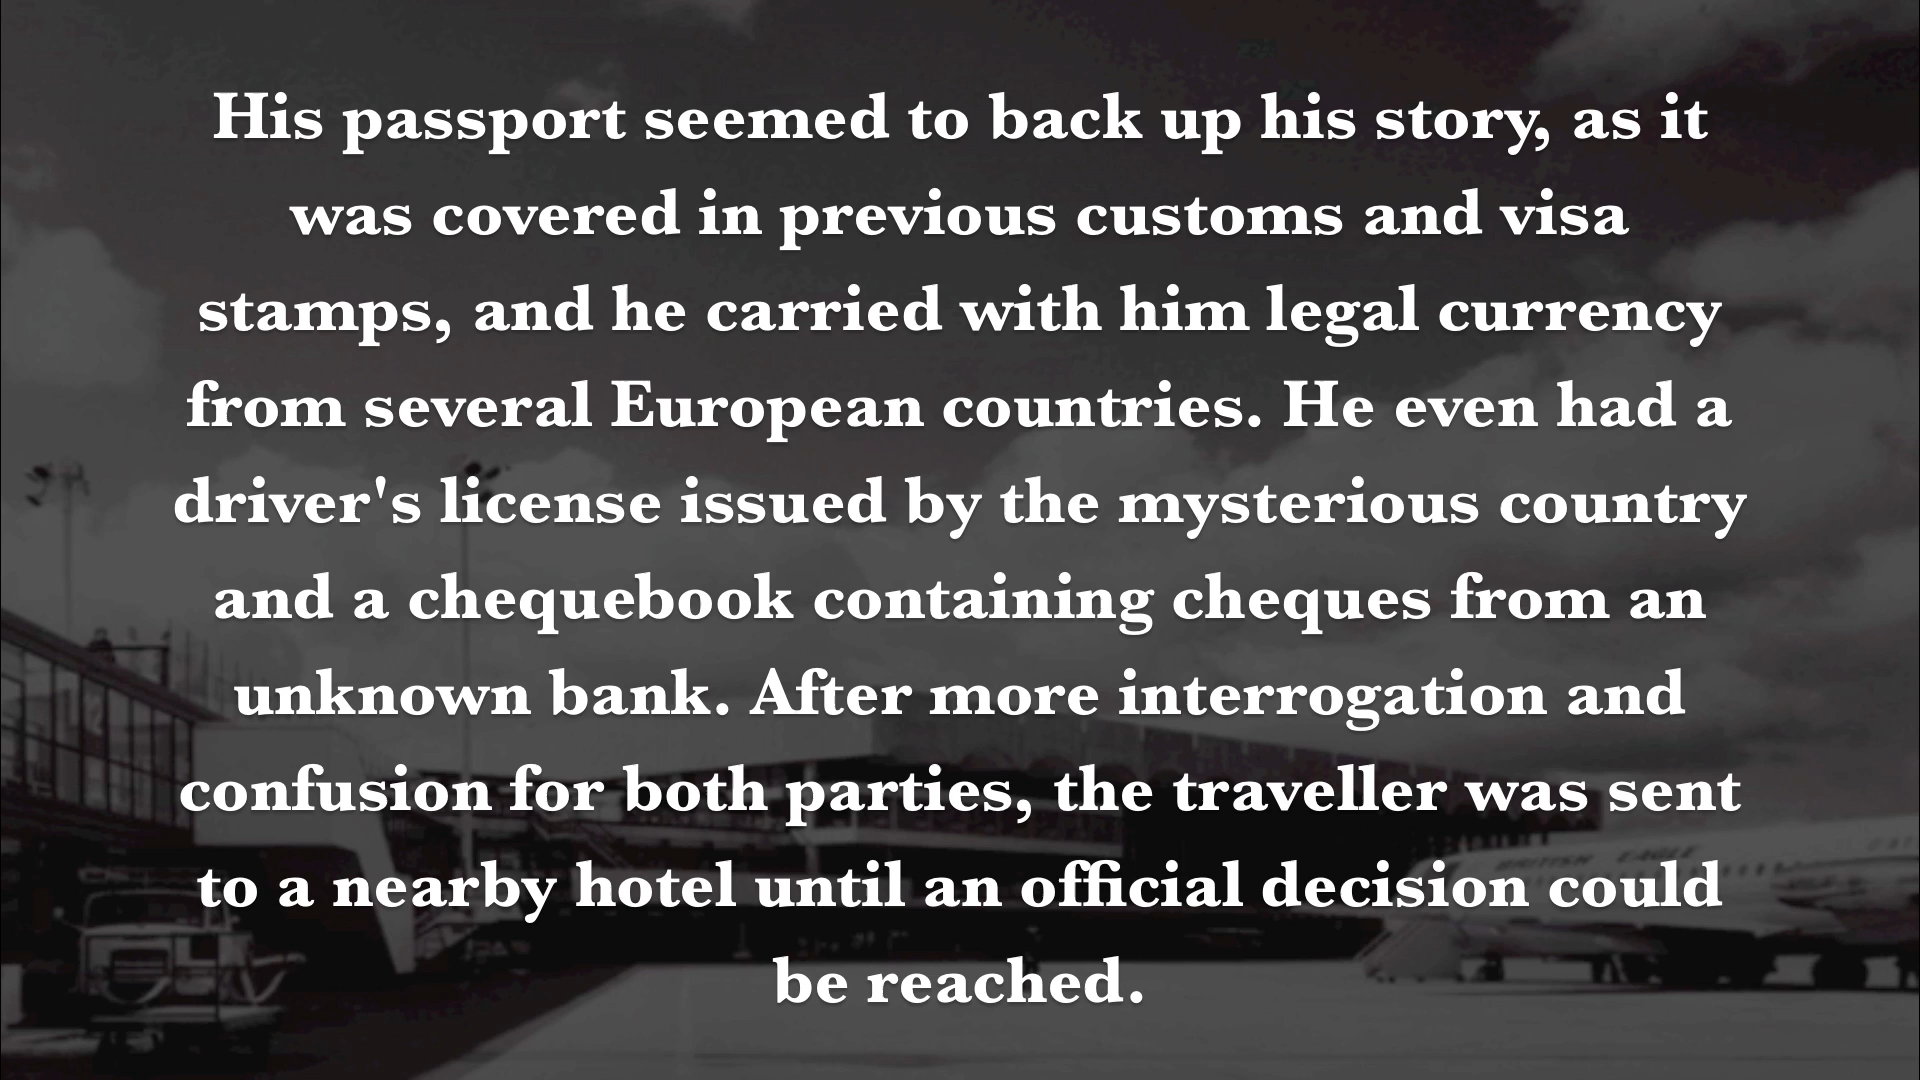 His passport seemed to back up his story, as it
was covered in previous customs and visa
stamps, and he carried with him legal currency
from several European countries. He even had a
driver's license issued by the mysterious country
and a chequebook containing cheques from an
unknown bank. After more interrogation and
confusion for both parties, the traveller was sent
to a nearby hotel until an official decision could
be reached.
BRITISH EAGLE